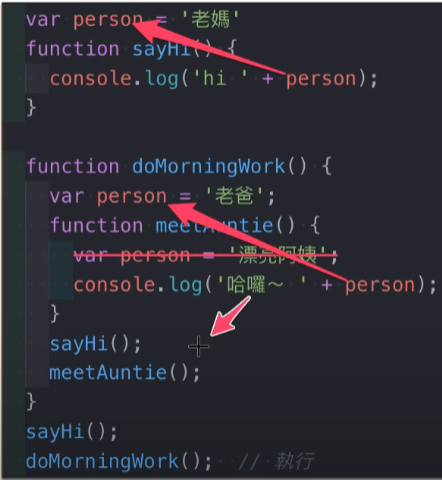 var person = '老媽'
function sayHi() {
console.log('hi ' + person);
}
function doMorningWork() {
var person = '老爸';
function meetAuntie() {
var person = '漂亮阿姨';
console.log('哈囉～ ' + person);
}
sayHi();
meetAuntie();
}
sayHi();
doMorningWork(); // 執行